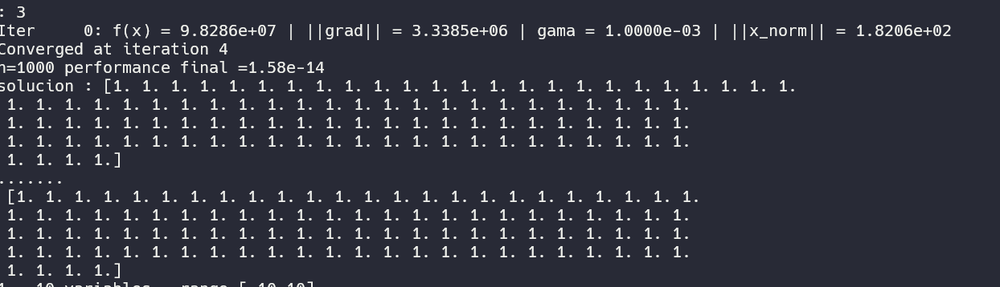 : 3
Iter     0: f(x) = 9.8286e+07 | ||grad|| = 3.3385e+06 | gama = 1.0000e-03 | ||x_norm|| = 1.8206e+02
Converged at iteration 4
n=1000 performance final =1.58e-14
solucion : [1. 1. 1. 1. 1. 1. 1. 1. 1. 1. 1. 1. 1. 1. 1. 1. 1. 1. 1. 1. 1. 1. 1. 1.
1. 1. 1. 1. 1. 1. 1. 1. 1. 1. 1. 1. 1. 1. 1. 1. 1. 1. 1. 1. 1. 1. 1. 1.
1. 1. 1. 1. 1. 1. 1. 1. 1. 1. 1. 1. 1. 1. 1. 1. 1. 1. 1. 1. 1. 1. 1. 1.
1. 1. 1. 1. 1. 1. 1. 1. 1. 1. 1. 1. 1. 1. 1. 1. 1. 1. 1. 1. 1. 1. 1. 1.
1. 1. 1. 1.]
.......
[1. 1. 1. 1. 1. 1. 1. 1. 1. 1. 1. 1. 1. 1. 1. 1. 1. 1. 1. 1. 1. 1. 1. 1.
1. 1. 1. 1. 1. 1. 1. 1. 1. 1. 1. 1. 1. 1. 1. 1. 1. 1. 1. 1. 1. 1. 1. 1.
1. 1. 1. 1. 1. 1. 1. 1. 1. 1. 1. 1. 1. 1. 1. 1. 1. 1. 1. 1. 1. 1. 1. 1.
1. 1. 1. 1. 1. 1. 1. 1. 1. 1. 1. 1. 1. 1. 1. 1. 1. 1. 1. 1. 1. 1. 1. 1.
1. 1. 1. 1.]
10 variables range